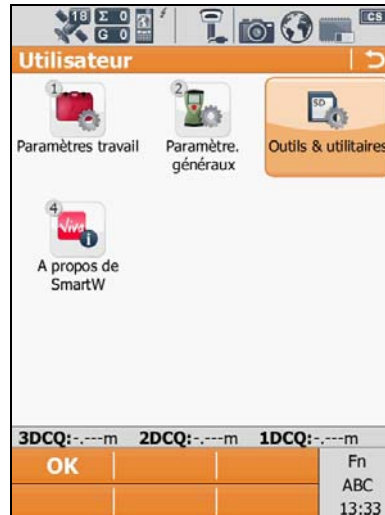 18 Σ 0
G 0
CS
Utilisateur
1
2
SD
Paramètres travail
Paramètre.
généraux
Outils & utilitaires
4
Viva
A propos de
SmartW
3DCQ:-.---m 2DCQ:-.---m 1DCQ:-.---m
OK
Fn
ABC
13:33